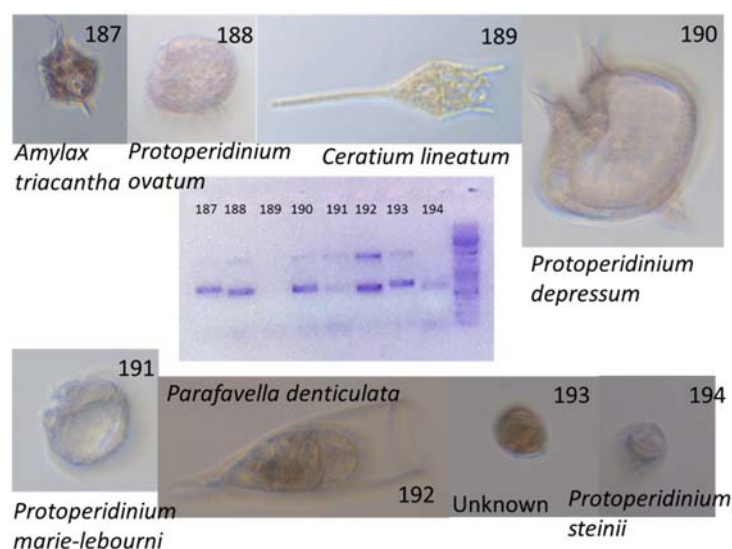 187
188
189
190
Amylax
triacantha
Protoperidinium
ovatum
Ceratium lineatum
Protoperidinium
depressum
187 188 189 190 191 192 193 194
191
Parafavella denticulata
192
193
194
Protoperidinium
marie-lebourni
Unknown
Protoperidinium
steinii